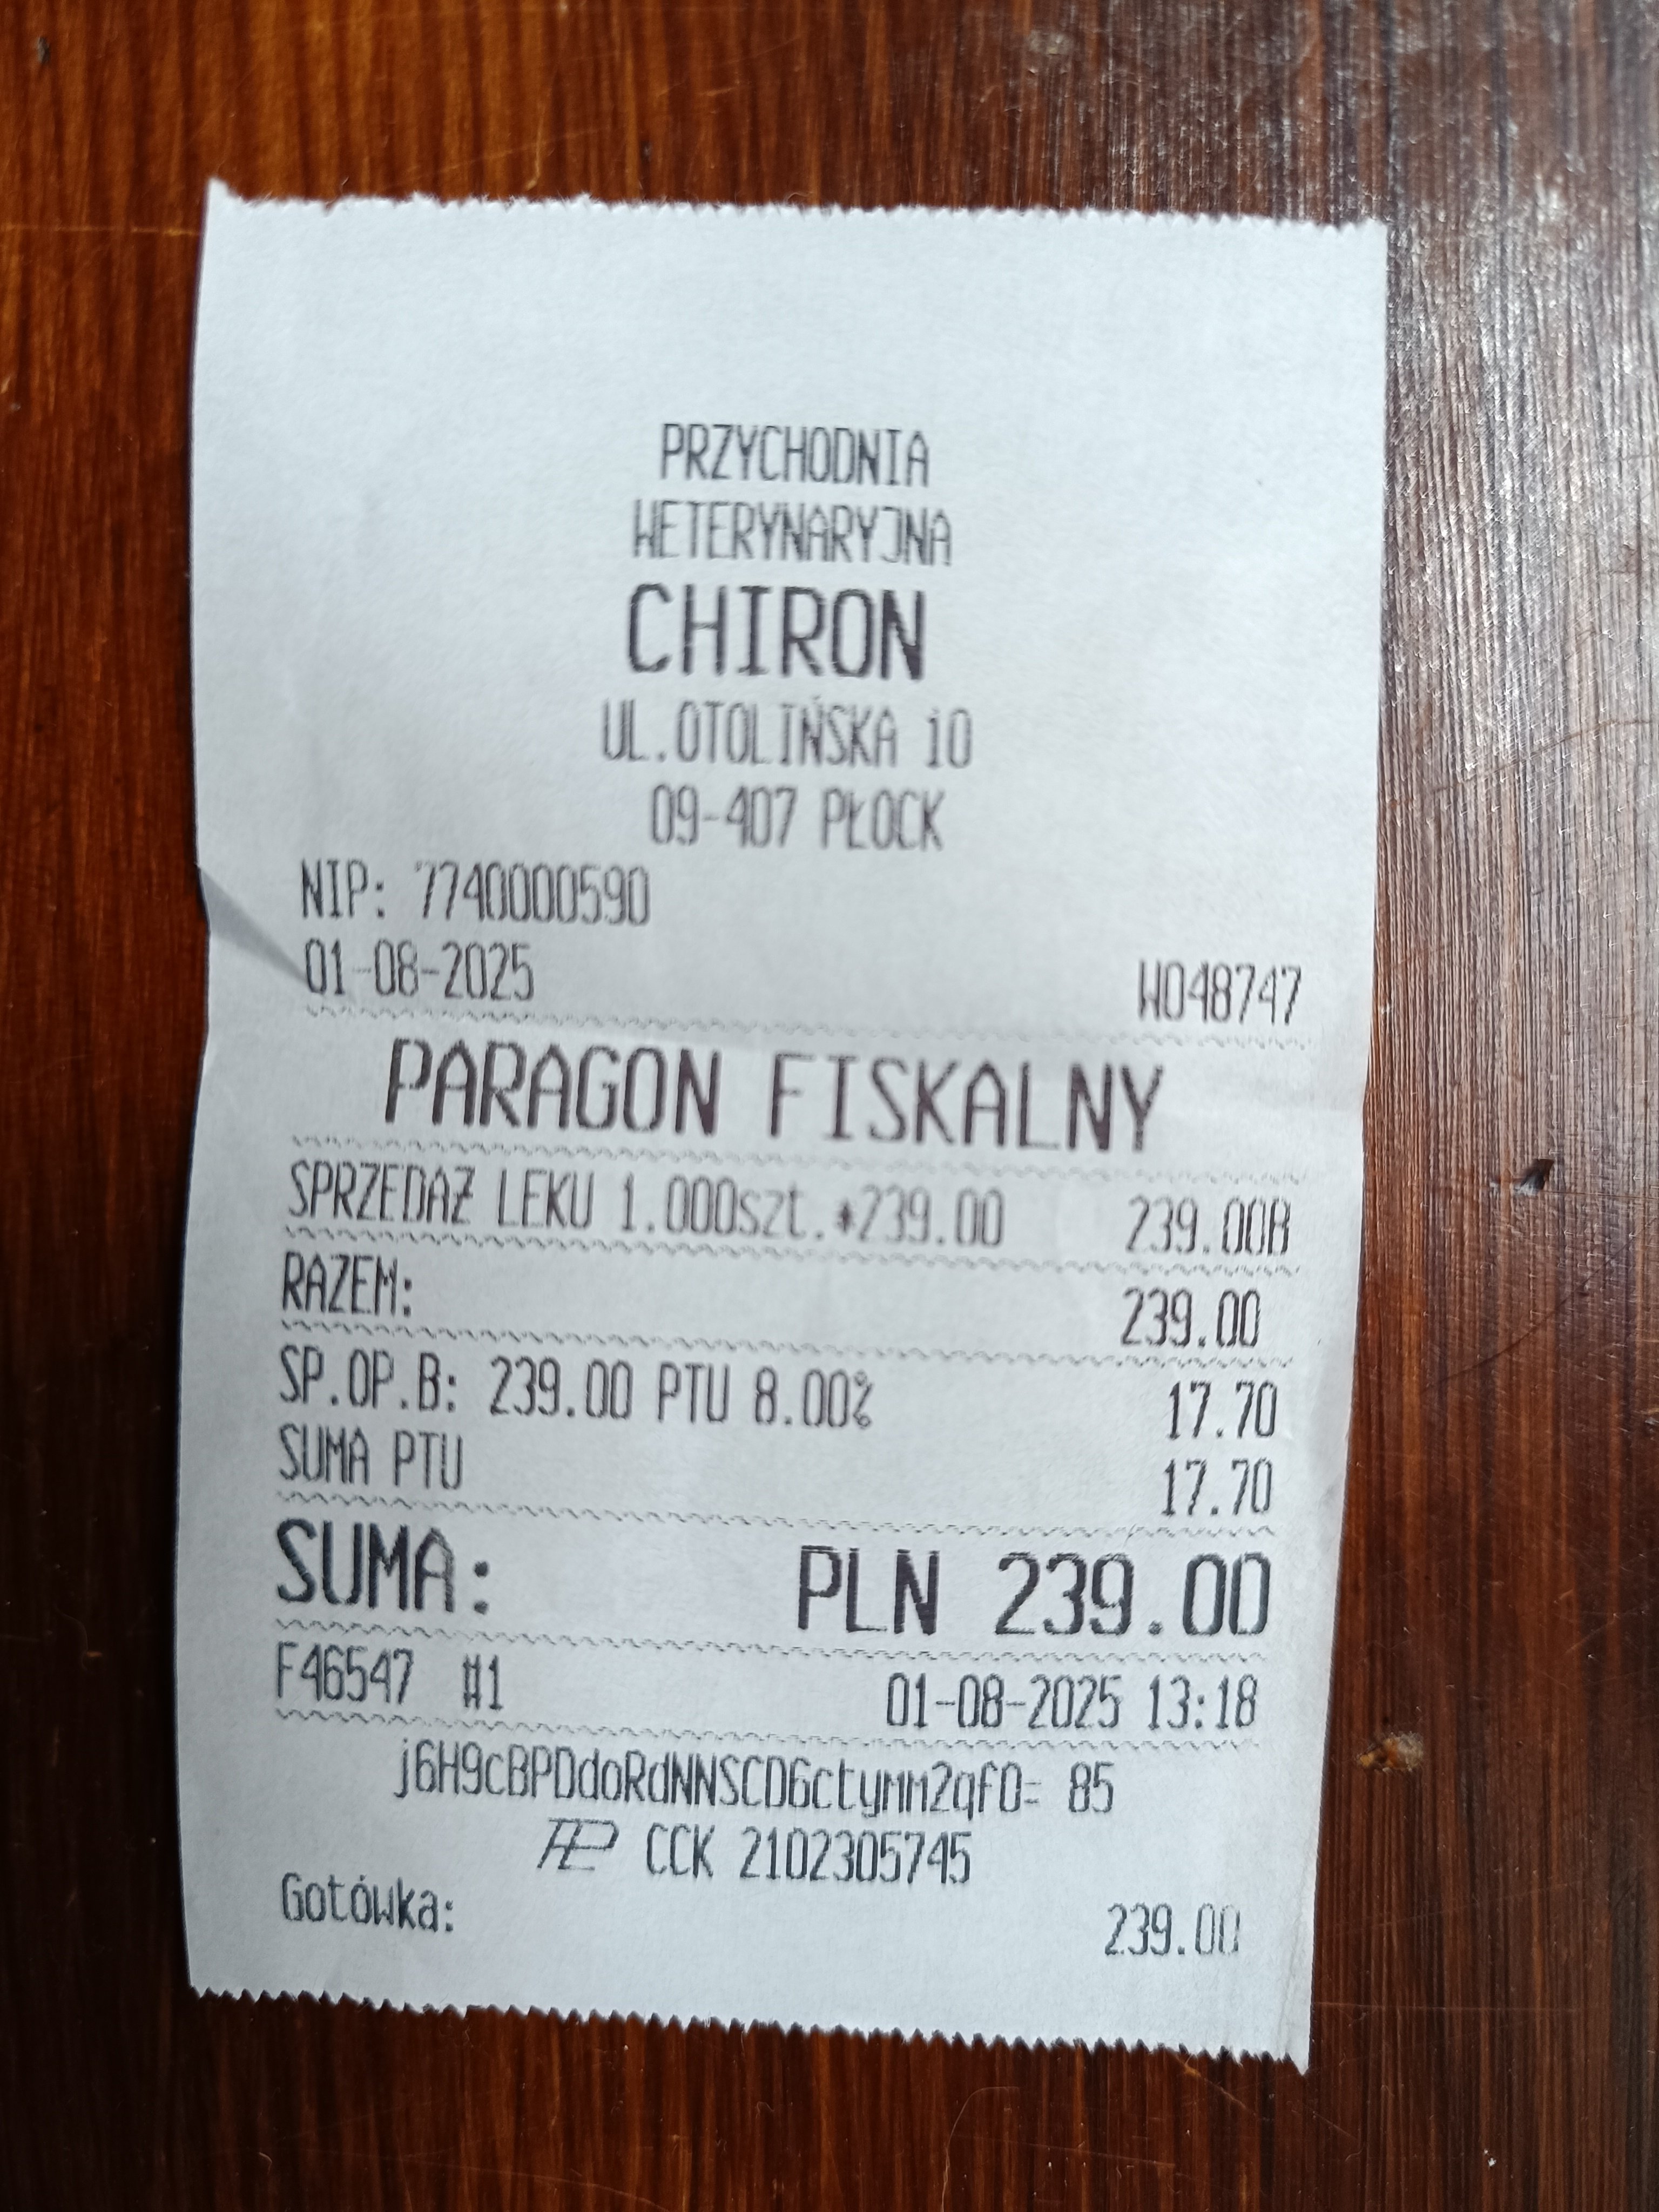 PRZYCHODNIA
WETERYNARYJNA
CHIRON
UL.OTOLIŃSKA 10
09-407 PŁOCK
NIP: 7740000590
01-08-2025 W048747
PARAGON FISKALNY
SPRZEDAŻ LEKU 1.000szt.*239.00 239.00B
RAZEM: 239.00
SP.OP.B: 239.00 PTU 8.00% 17.70
SUMA PTU 17.70
SUMA: PLN 239.00
F46547 #1 01-08-2025 13:18
85
CCK 2102305745
Gotówka: 239.00